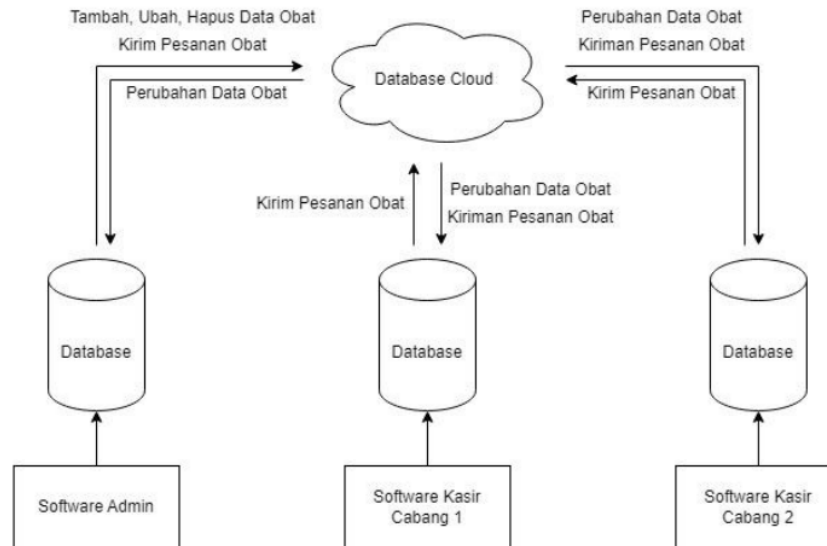 Tambah, Ubah, Hapus Data Obat
Kirim Pesanan Obat
Perubahan Data Obat
Database Cloud
Perubahan Data Obat
Kiriman Pesanan Obat
Kirim Pesanan Obat
Kirim Pesanan Obat
Perubahan Data Obat
Kiriman Pesanan Obat
Database
Database
Database
Software Admin
Software Kasir
Cabang 1
Software Kasir
Cabang 2